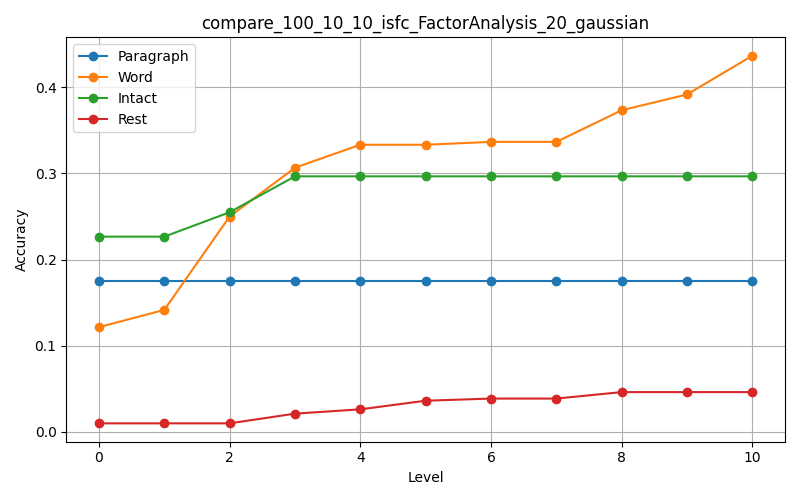 compare_100_10_10_isfc_FactorAnalysis_20_gaussian
Paragraph
Word
Intact
Rest
Accuracy
0.4
0.3
0.2
0.1
0.0
0 2 4 6 8 10
Level